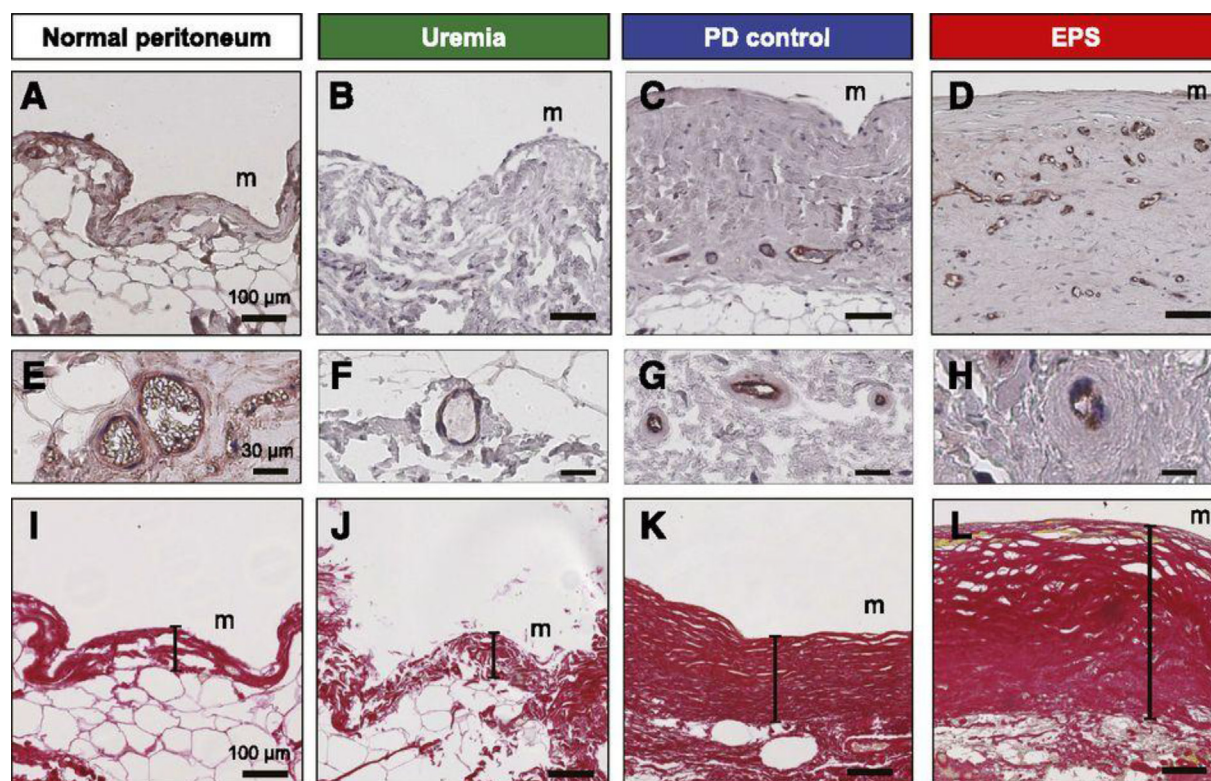 Normal peritoneum
Uremia
PD control
EPS
A
m
100 µm
B
m
C
m
D
m
E
30 µm
F
G
H
I
m
100 µm
J
m
K
m
L
m